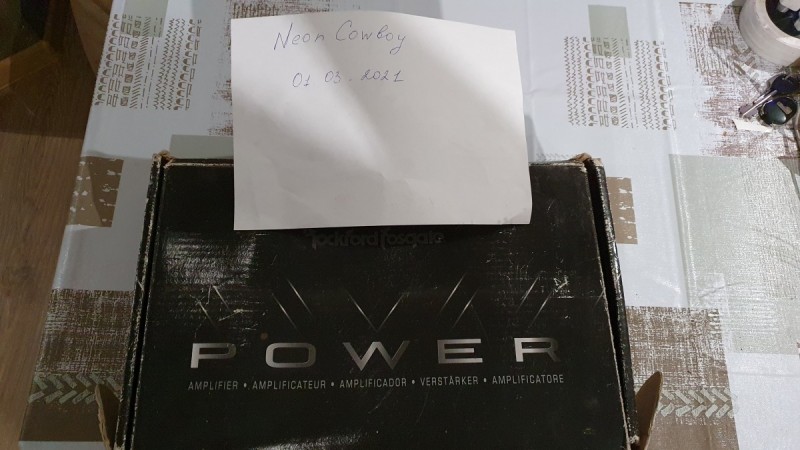 Neon Cowboy
01 03. 2021
rockford fosgate
POWER
AMPLIFIER • AMPLIFICATEUR • AMPLIFICADOR • VERSTÄRKER • AMPLIFICATORE